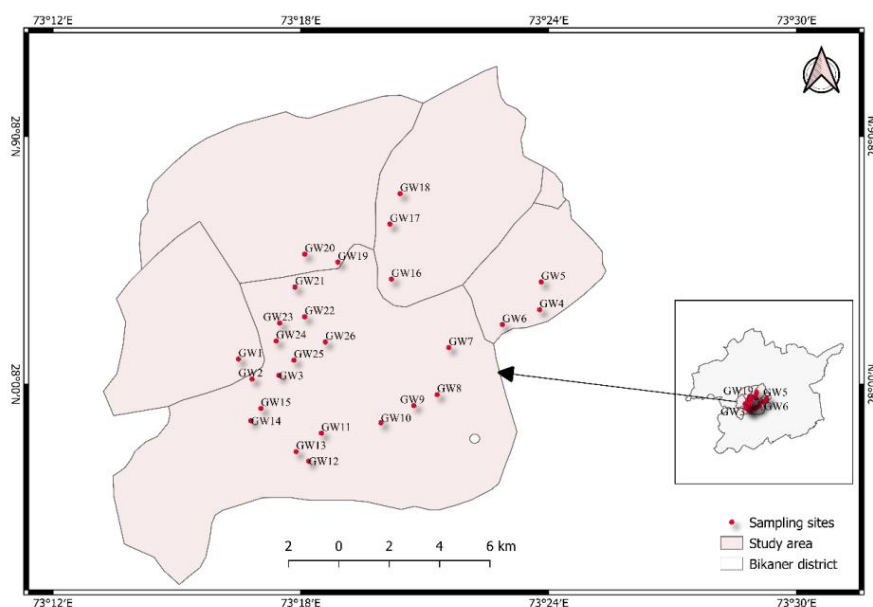 73°12'E 73°18'E 73°24'E 73°30'E
28°06'N 28°06'N
GW18
GW17
GW20
GW19
GW16
GW5
GW21
GW4
GW22
GW23
GW6
GW24
GW26
GW7
GW1
GW25
GW2
GW3
28°00'N 28°00'N
GW8
GW15
GW9
GW14
GW10
GW11
GW13
GW12
GW19 GW5
GW3 GW6
Sampling sites
Study area
Bikaner district
2 0 2 4 6 km
73°12'E 73°18'E 73°24'E 73°30'E